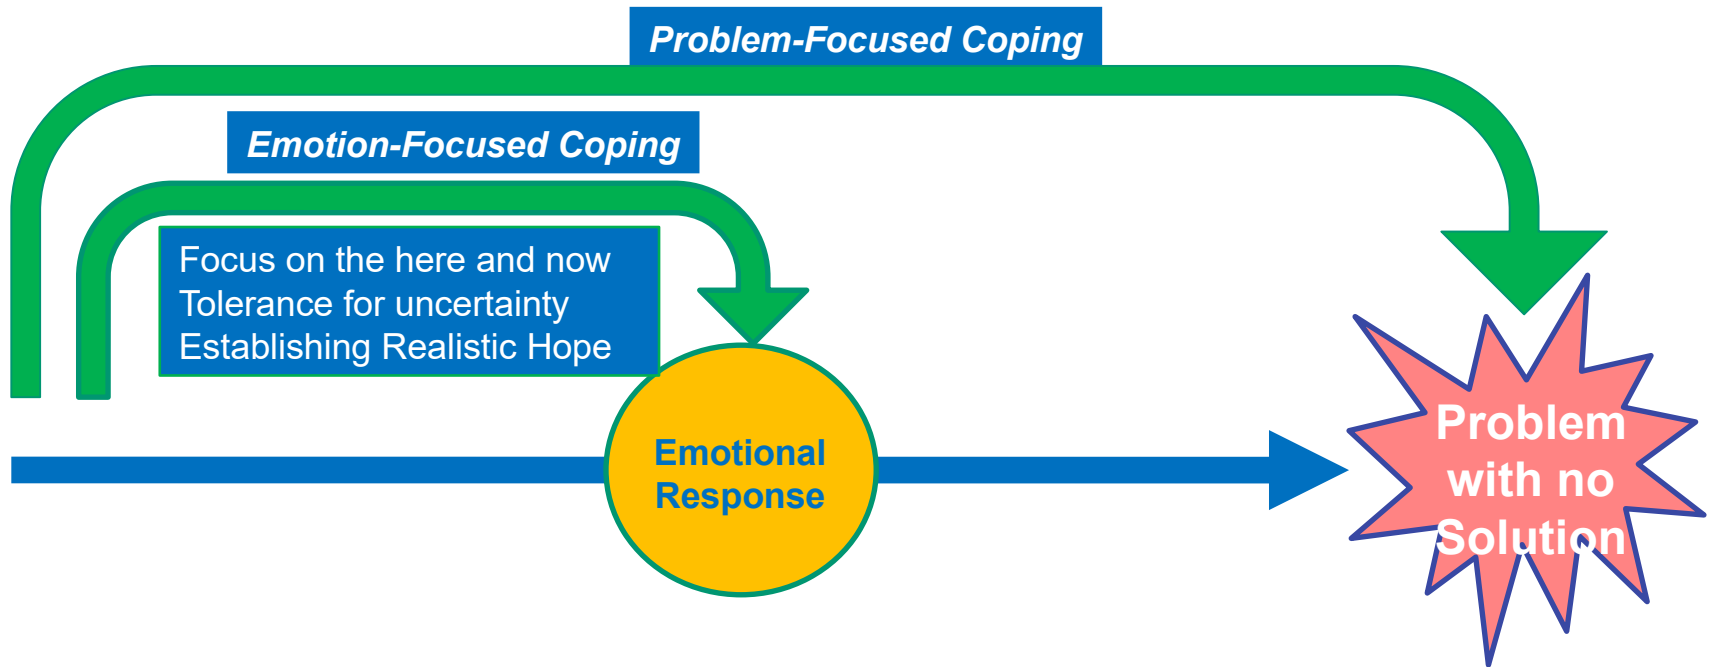 Problem-Focused Coping
Emotion-Focused Coping
Focus on the here and now
Tolerance for uncertainty
Establishing Realistic Hope
Emotional
Response
Problem
with no
Solution